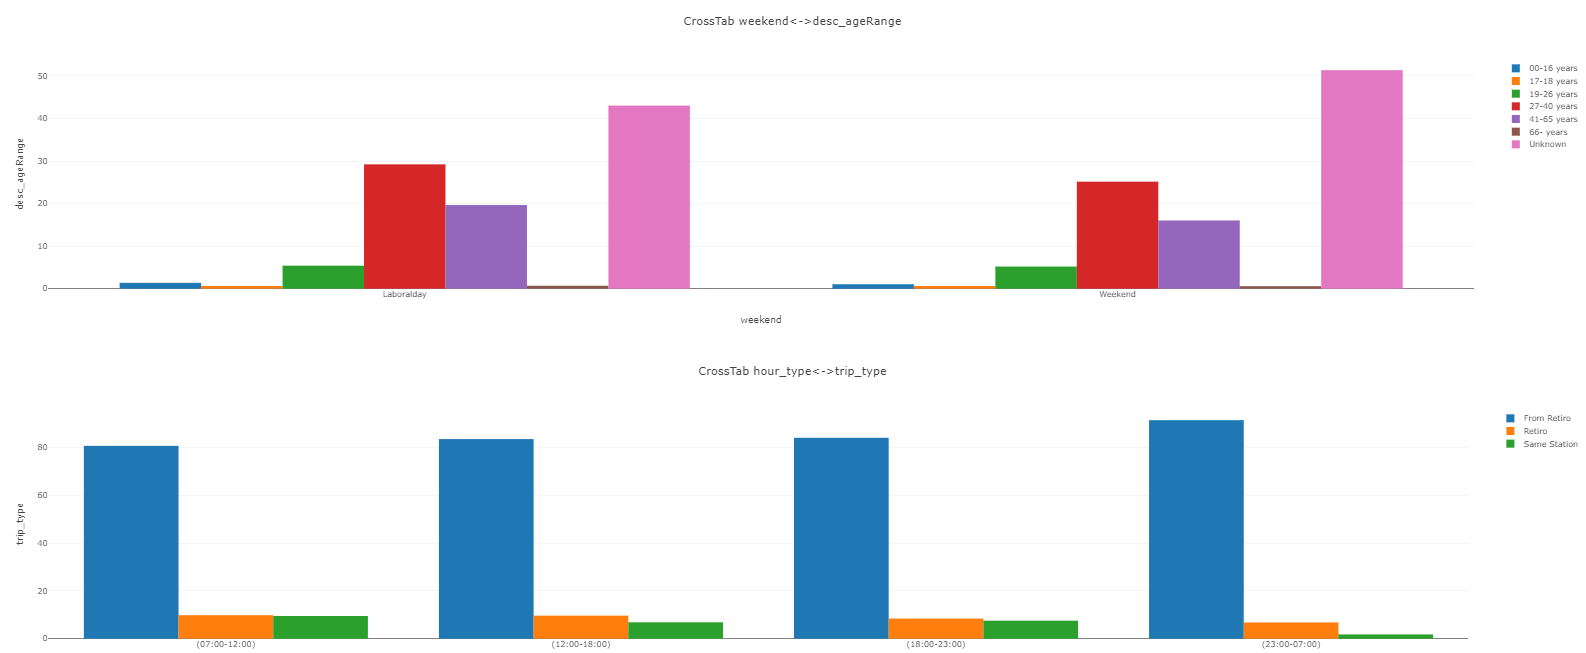 CrossTab weekend<->desc_ageRange
desc_ageRange
50
40
30
20
10
0
Laboralday
Weekend
weekend
00-16 years
17-18 years
19-26 years
27-40 years
41-65 years
66- years
Unknown
CrossTab hour_type<->trip_type
trip_type
80
60
40
20
0
(07:00-12:00)
(12:00-18:00)
(18:00-23:00)
(23:00-07:00)
From Retiro
Retiro
Same Station